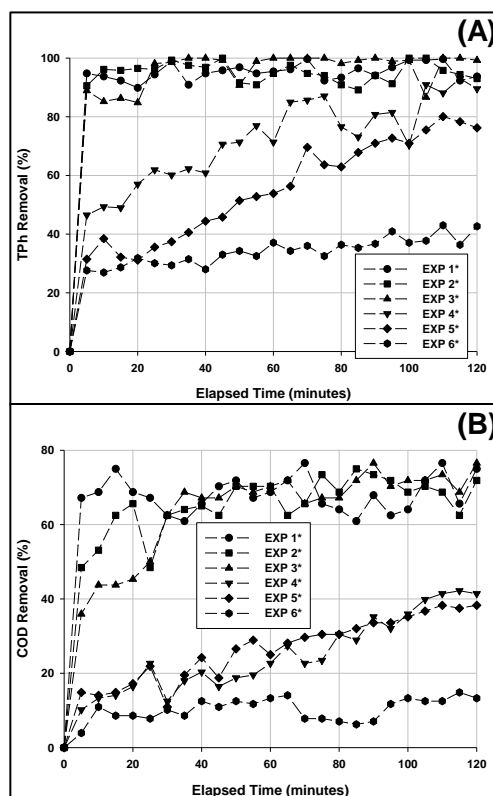 (A)
100
80
60
40
20
0
TPh Removal (%)
EXP 1*
EXP 2*
EXP 3*
EXP 4*
EXP 5*
EXP 6*
0 20 40 60 80 100 120
Elapsed Time (minutes)
(B)
80
60
40
20
0
COD Removal (%)
EXP 1*
EXP 2*
EXP 3*
EXP 4*
EXP 5*
EXP 6*
0 20 40 60 80 100 120
Elapsed Time (minutes)